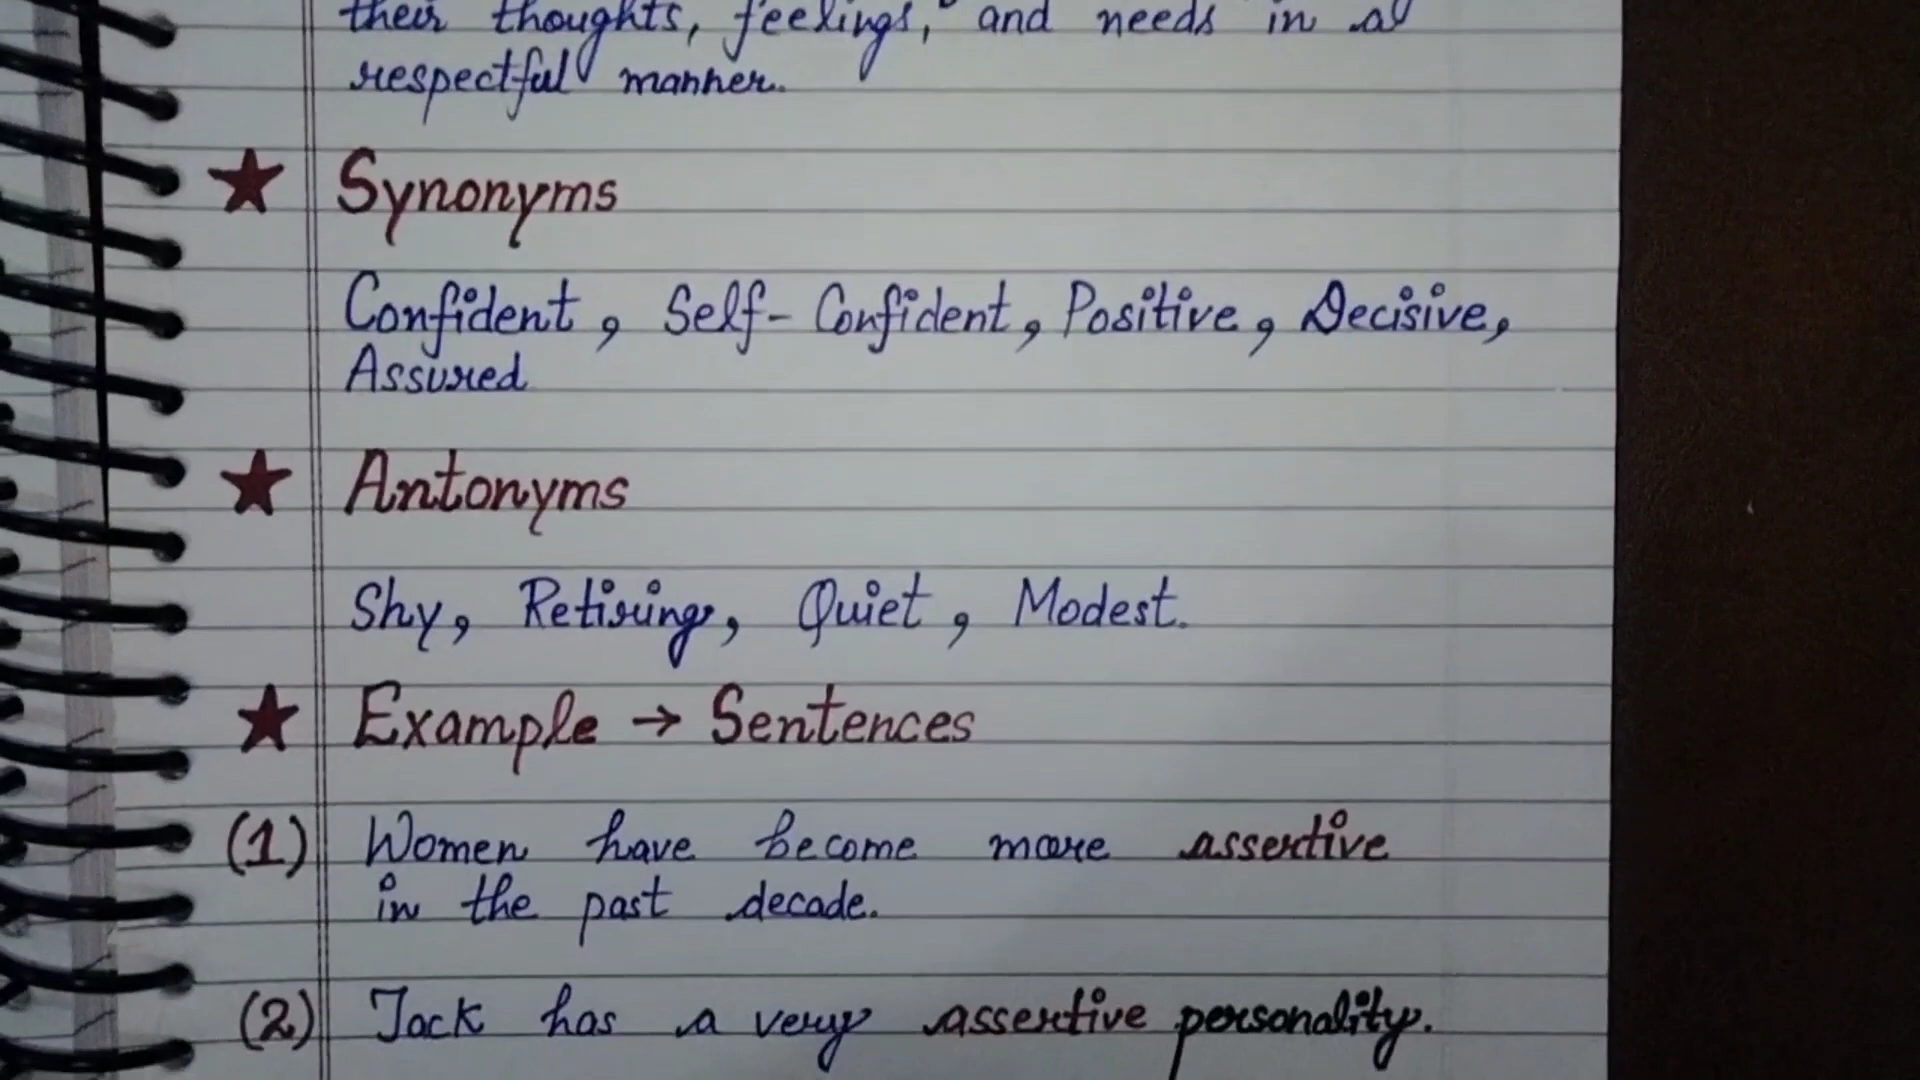 their thoughts, feelings, and needs in a
respectful manner.
★ Synonyms
Confident, Self-Confident, Positive, Decisive,
Assured
★ Antonyms
Shy, Retiring, Quiet, Modest.
★ Example → Sentences
(1) Women have become more assertive
in the past decade.
(2) Jack has a very assertive personality.